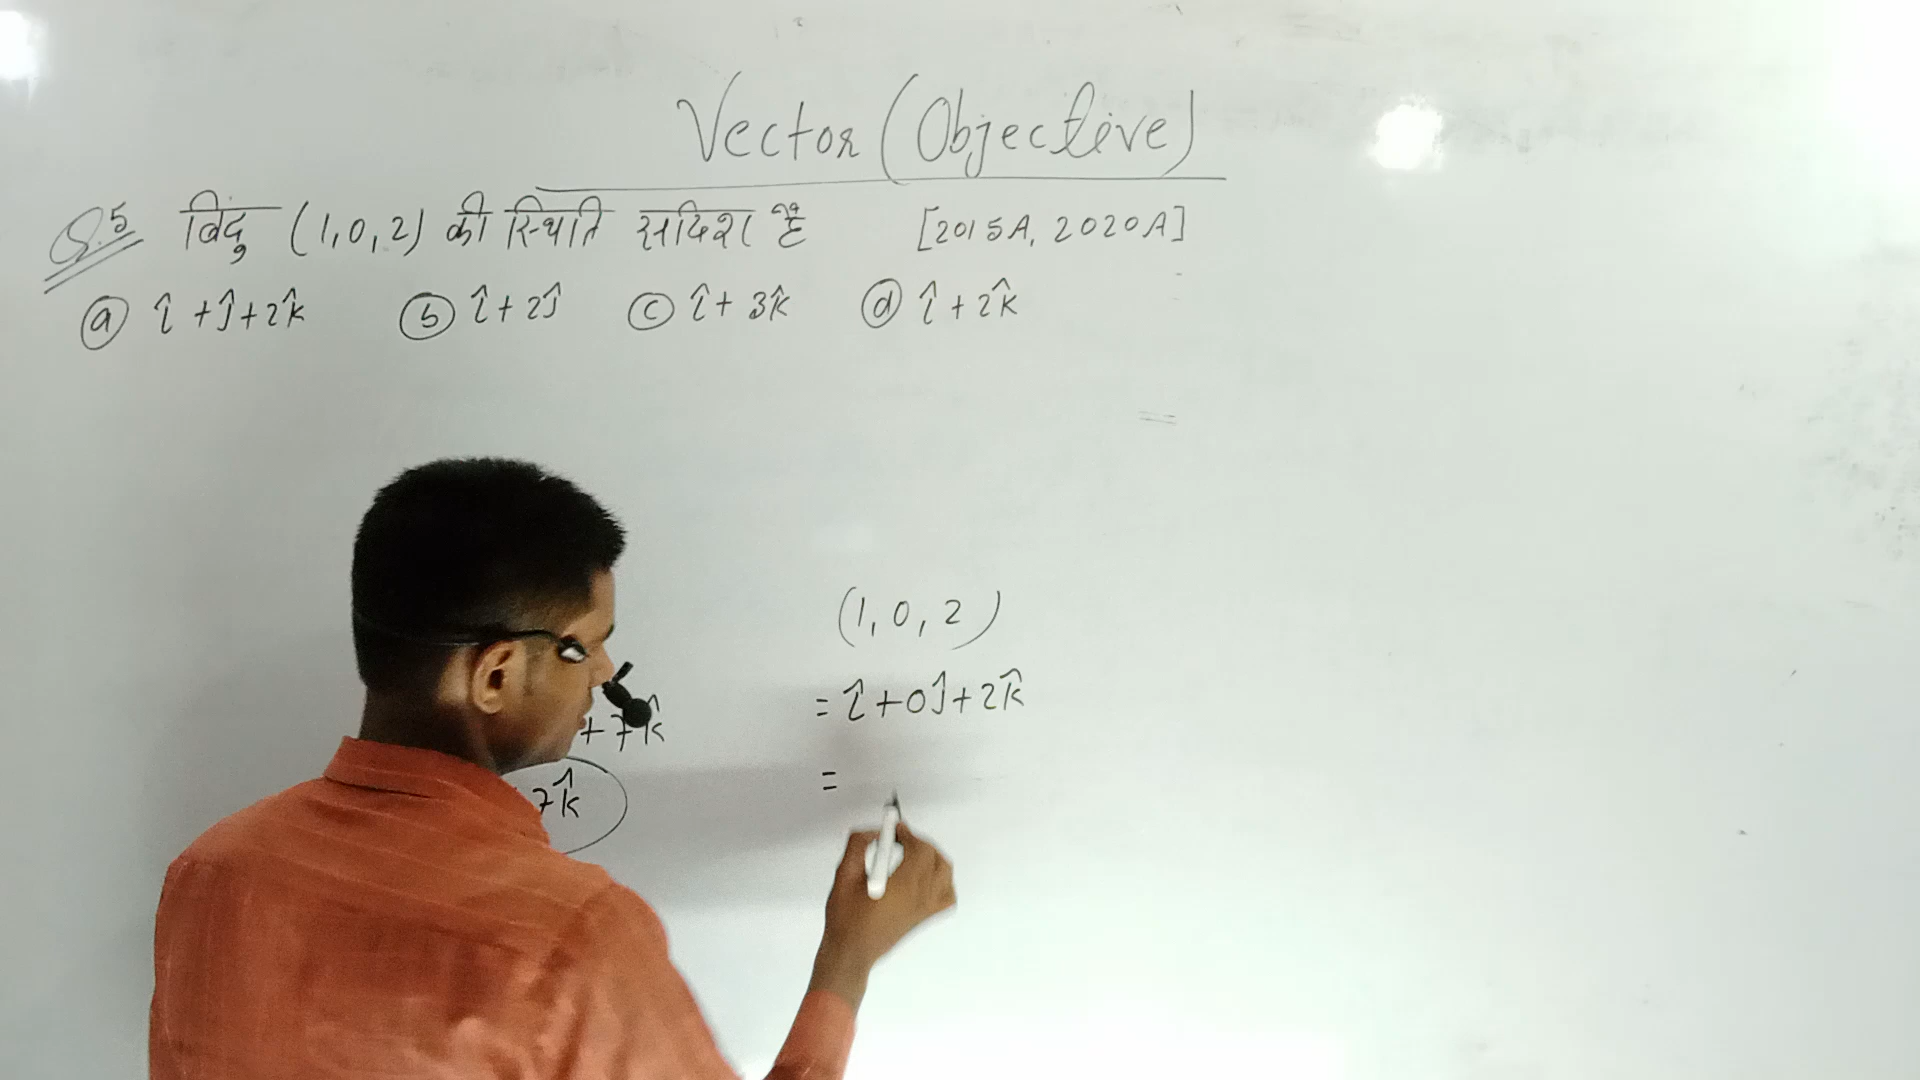 Vector (Objective)
Q.5 बिंदु (1,0,2) की स्थिति सदिश है [2015A, 2020A]
(a) î + ĵ + 2k̂ (b) î + 2ĵ (c) î + 3k̂ (d) î + 2k̂
(1, 0, 2)
+ 7k̂ = î + 0ĵ + 2k̂
7k̂ =